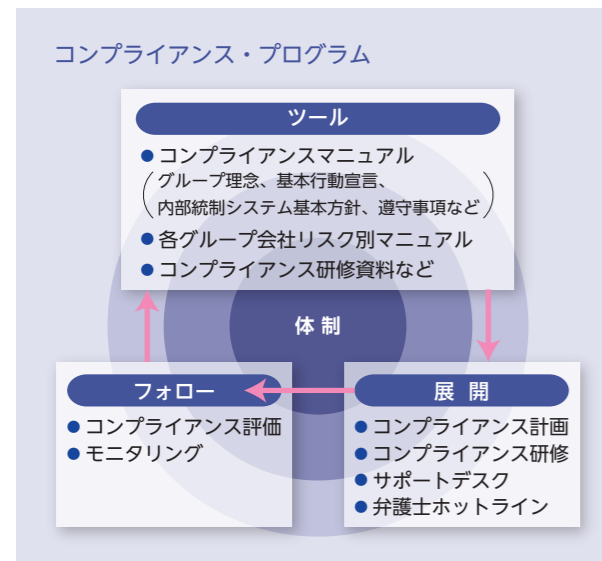 コンプライアンス・プログラム
ツール
●コンプライアンスマニュアル
(グループ理念、基本行動宣言、
内部統制システム基本方針、遵守事項など)
●各グループ会社リスク別マニュアル
●コンプライアンス研修資料など
体制
フォロー
●コンプライアンス評価
●モニタリング
展開
●コンプライアンス計画
●コンプライアンス研修
●サポートデスク
●弁護士ホットライン